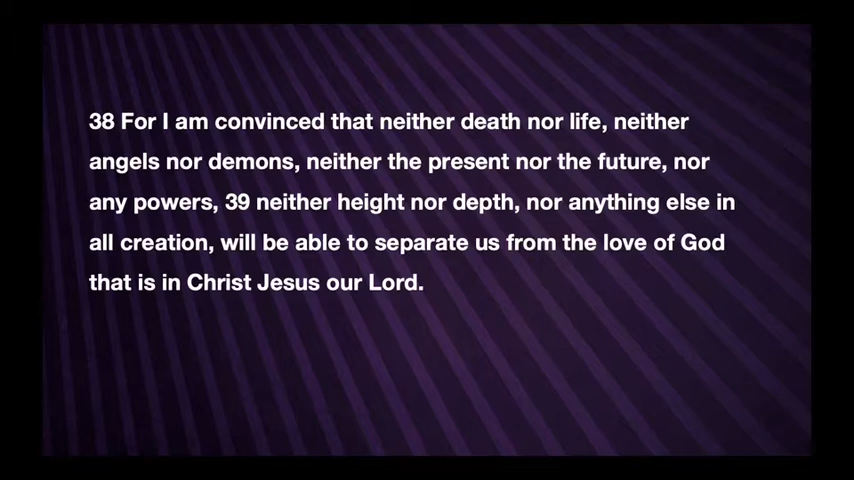 38 For I am convinced that neither death nor life, neither
angels nor demons, neither the present nor the future, nor
any powers, 39 neither height nor depth, nor anything else in
all creation, will be able to separate us from the love of God
that is in Christ Jesus our Lord.